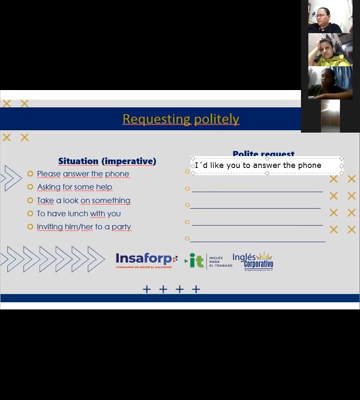 Requesting politely
Situation (imperative)
Please answer the phone
Asking for some help
Take a look on something
To have lunch with you
Inviting him/her to a party
Polite request
I´d like you to answer the phone
Insaforp
it
INGLÉS
PARA
EL TRABAJO
Inglés
Corporativo